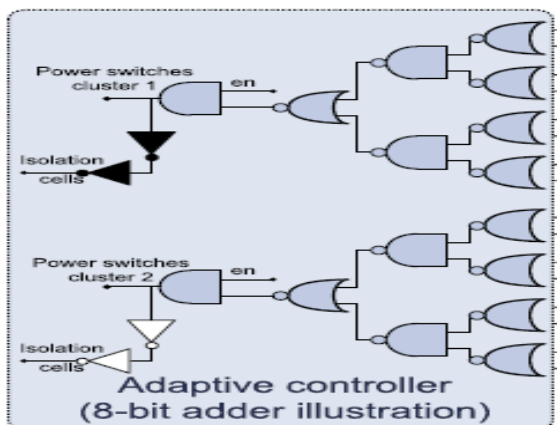 Power switches
cluster 1
en
Isolation
cells
Power switches
cluster 2
en
Isolation
cells
Adaptive controller
(8-bit adder illustration)